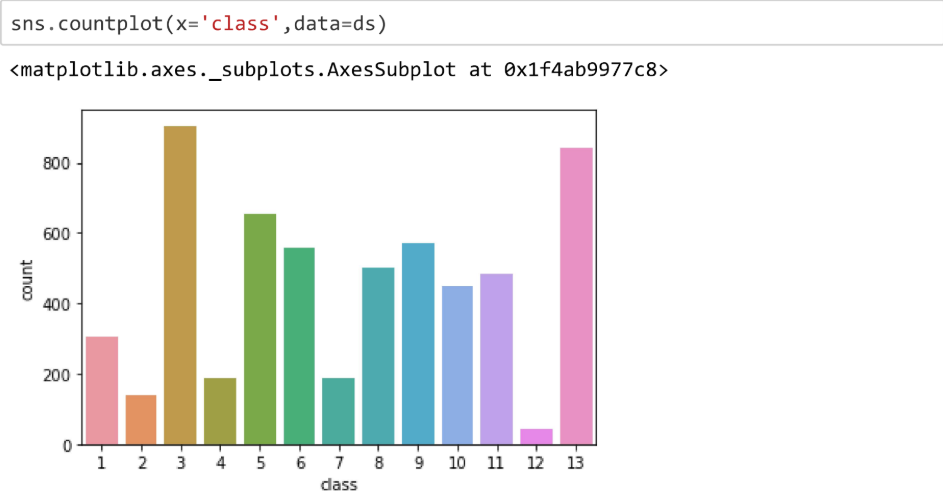 sns.countplot(x='class',data=ds)
<matplotlib.axes._subplots.AxesSubplot at 0x1f4ab9977c8>
800
600
400
200
0
count
1 2 3 4 5 6 7 8 9 10 11 12 13
class